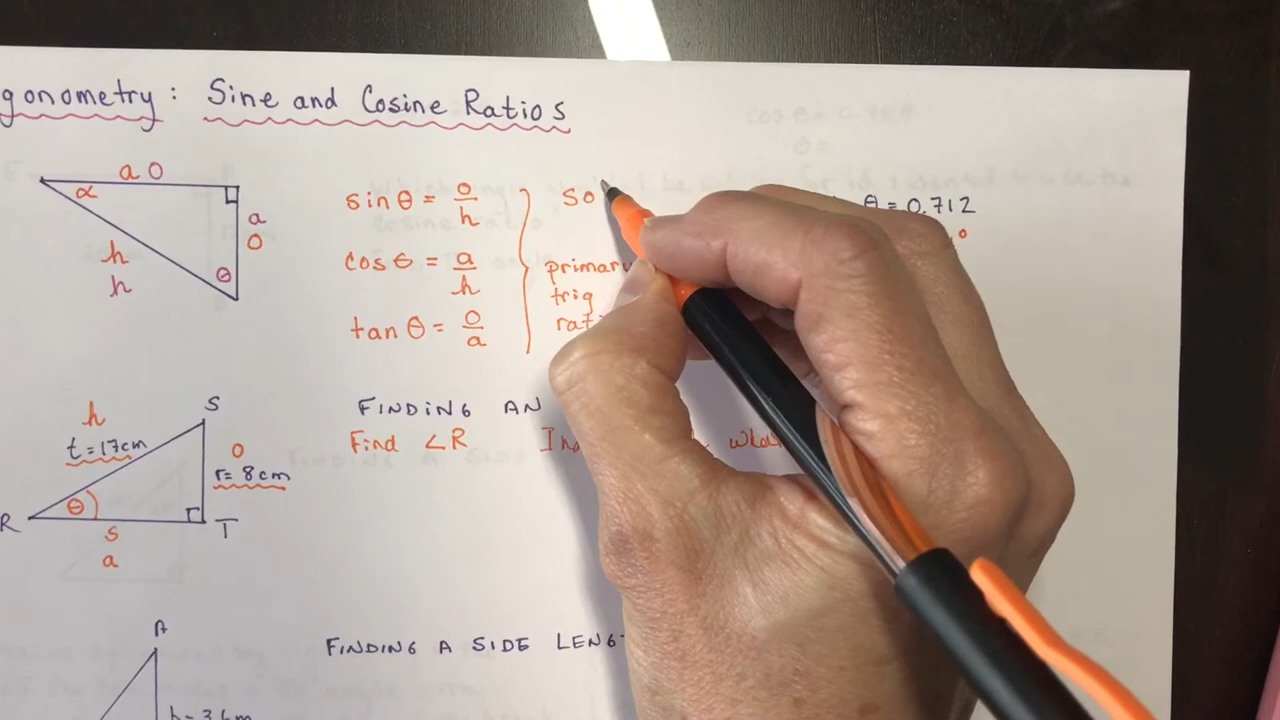 gonometry: Sine and Cosine Ratios
a o
α
a
o
h
h
θ
sin θ = o/h
cos θ = a/h
tan θ = o/a
so
primary
trig
θ = 0.712
FINDING AN
Find ∠R
h
S
t = 17cm
o
r = 8cm
θ
R
s
T
a
FINDING A SIDE LENG
A